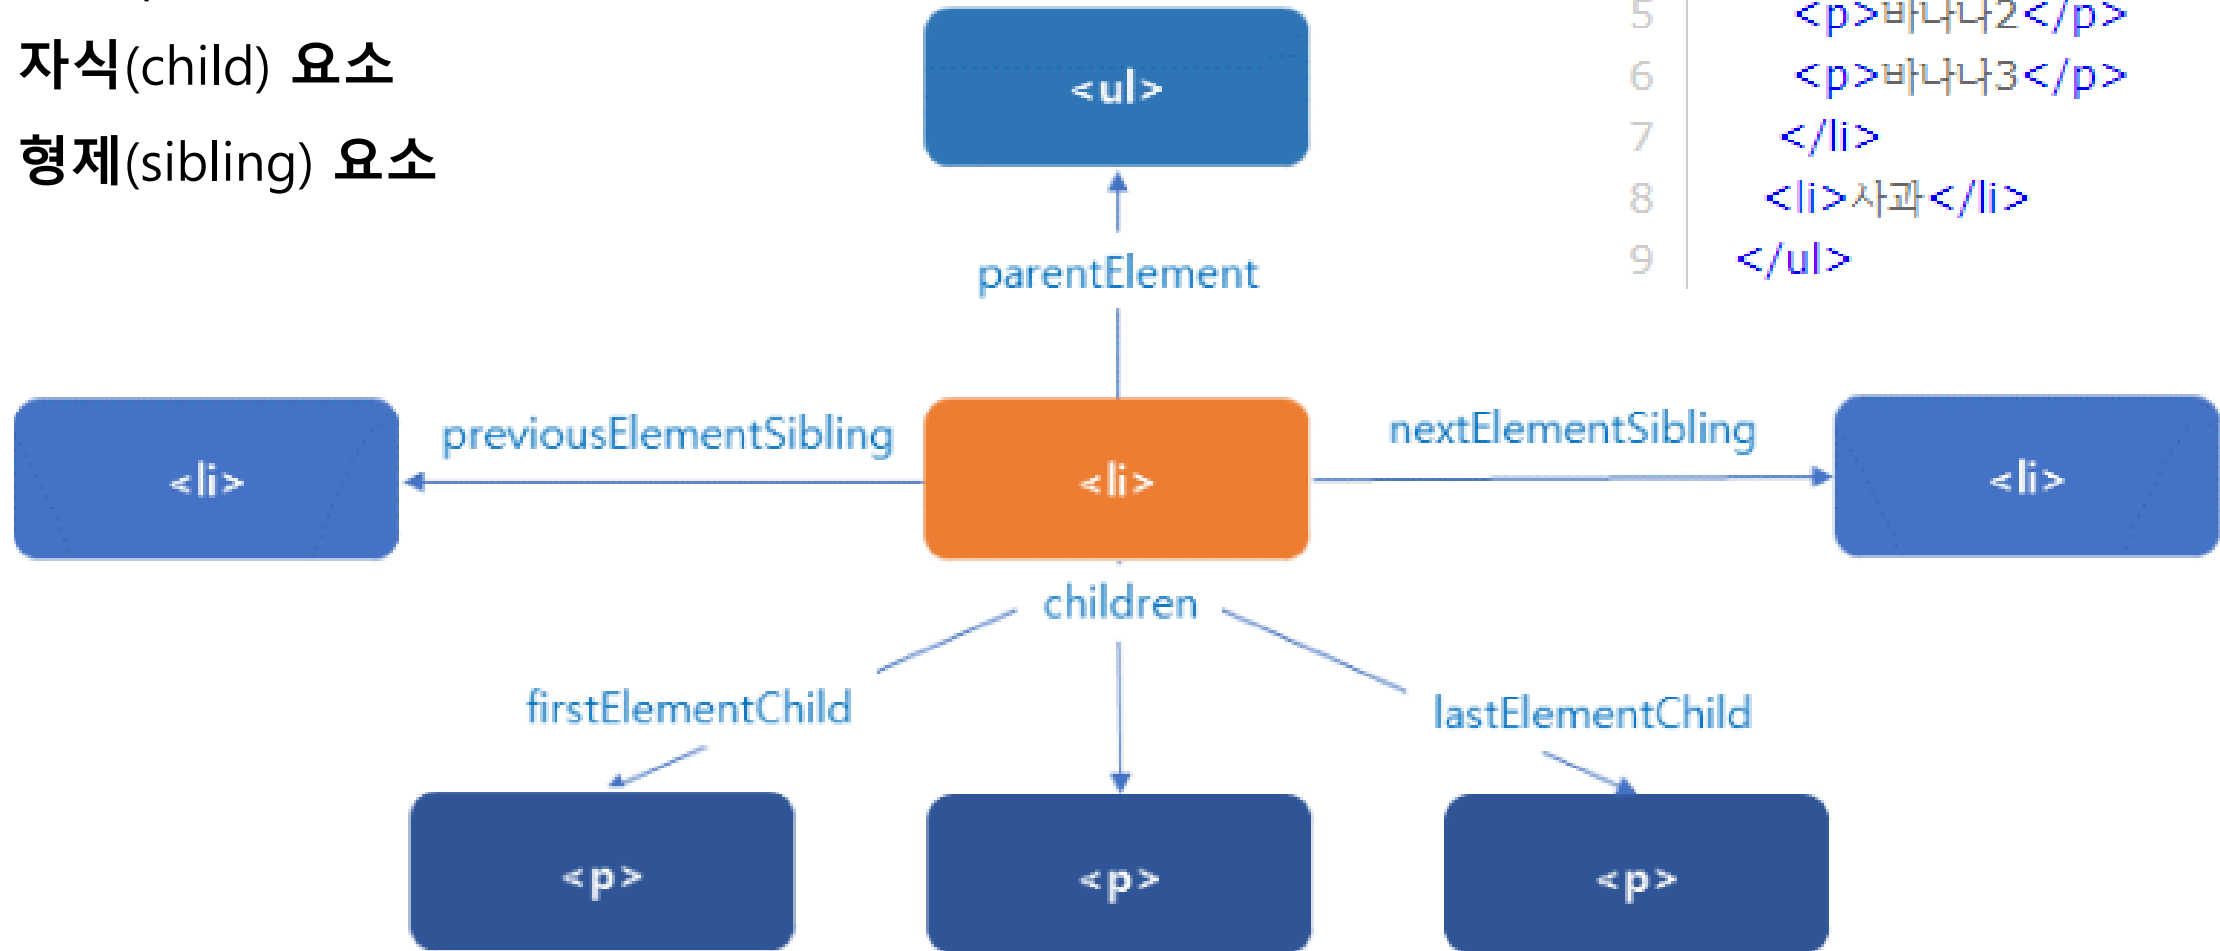 자식(child) 요소
형제(sibling) 요소
5 <p>바나나2</p>
6 <p>바나나3</p>
7 </li>
8 <li>사과</li>
9 </ul>
<ul>
parentElement
<li>
previousElementSibling
<li>
nextElementSibling
<li>
children
firstElementChild
lastElementChild
<p>
<p>
<p>